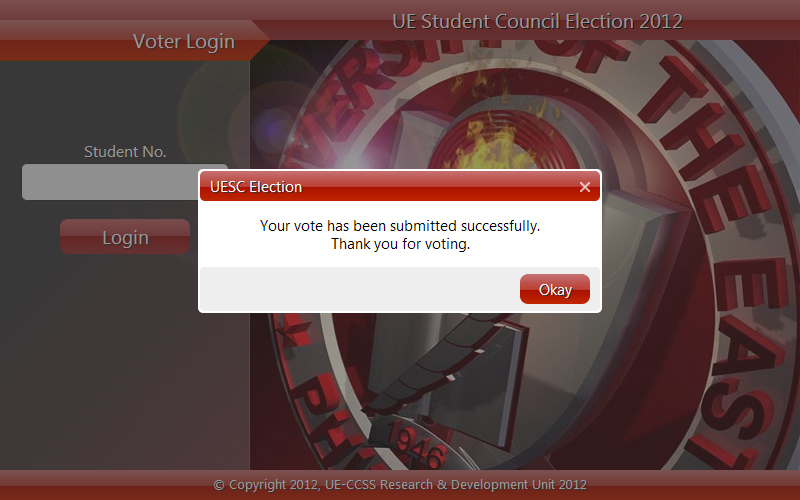 UE Student Council Election 2012
Voter Login
Student No.
Login
UESC Election
Your vote has been submitted successfully.
Thank you for voting.
Okay
VERSITY OF THE EAST
PHI
1946
© Copyright 2012, UE-CCSS Research & Development Unit 2012